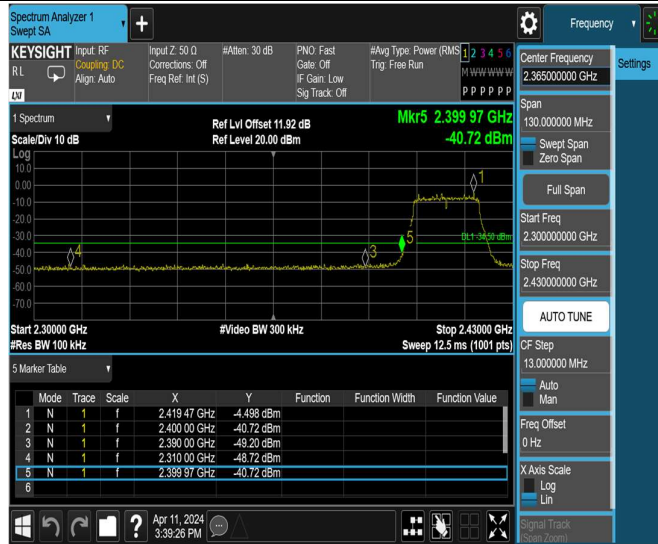 Spectrum Analyzer 1
Swept SA
+
Frequency
KEYSIGHT
RL
LXI
Input: RF
Coupling: DC
Align: Auto
Input Z: 50 Ω
Corrections: Off
Freq Ref: Int (S)
#Atten: 30 dB
PNO: Fast
Gate: Off
IF Gain: Low
Sig Track: Off
#Avg Type: Power (RMS
Trig: Free Run
1 2 3 4 5 6
M W W W W W
P P P P P P
1 Spectrum
Scale/Div 10 dB
Ref Lvl Offset 11.92 dB
Ref Level 20.00 dBm
Mkr5 2.399 97 GHz
-40.72 dBm
Log
10.0
0.00
-10.0
-20.0
-30.0
-40.0
-50.0
-60.0
-70.0
1
5
DL1 -34.50 dBm
4
3
Start 2.30000 GHz
#Res BW 100 kHz
#Video BW 300 kHz
Stop 2.43000 GHz
Sweep 12.5 ms (1001 pts)
5 Marker Table
Mode Trace Scale X Y Function Function Width Function Value
1 N 1 f 2.419 47 GHz -4.498 dBm
2 N 1 f 2.400 00 GHz -40.72 dBm
3 N 1 f 2.390 00 GHz -49.20 dBm
4 N 1 f 2.310 00 GHz -48.72 dBm
5 N 1 f 2.399 97 GHz -40.72 dBm
6
?
Apr 11, 2024
3:39:26 PM
Center Frequency
2.365000000 GHz
Settings
Span
130.000000 MHz
Swept Span
Zero Span
Full Span
Start Freq
2.300000000 GHz
Stop Freq
2.430000000 GHz
AUTO TUNE
CF Step
13.000000 MHz
Auto
Man
Freq Offset
0 Hz
X Axis Scale
Log
Lin
Signal Track
(Span Zoom)